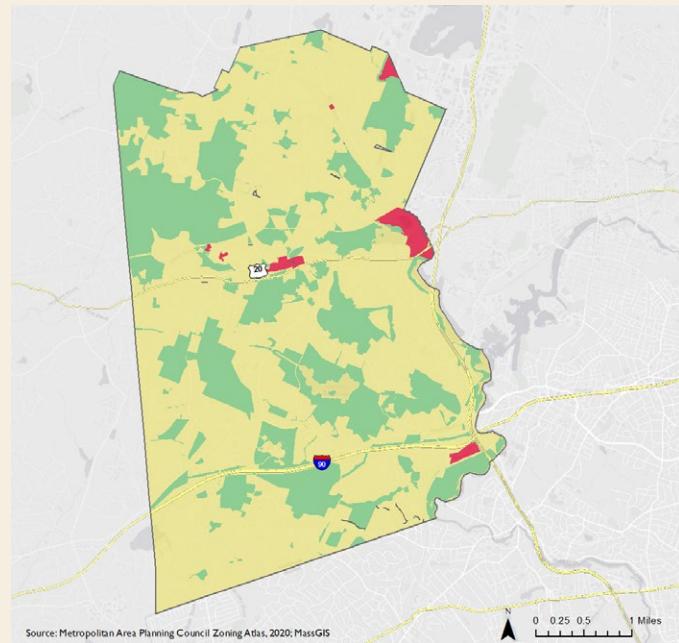 20
90
N
0 0.25 0.5 1 Miles
Source: Metropolitan Area Planning Council Zoning Atlas, 2020; MassGIS